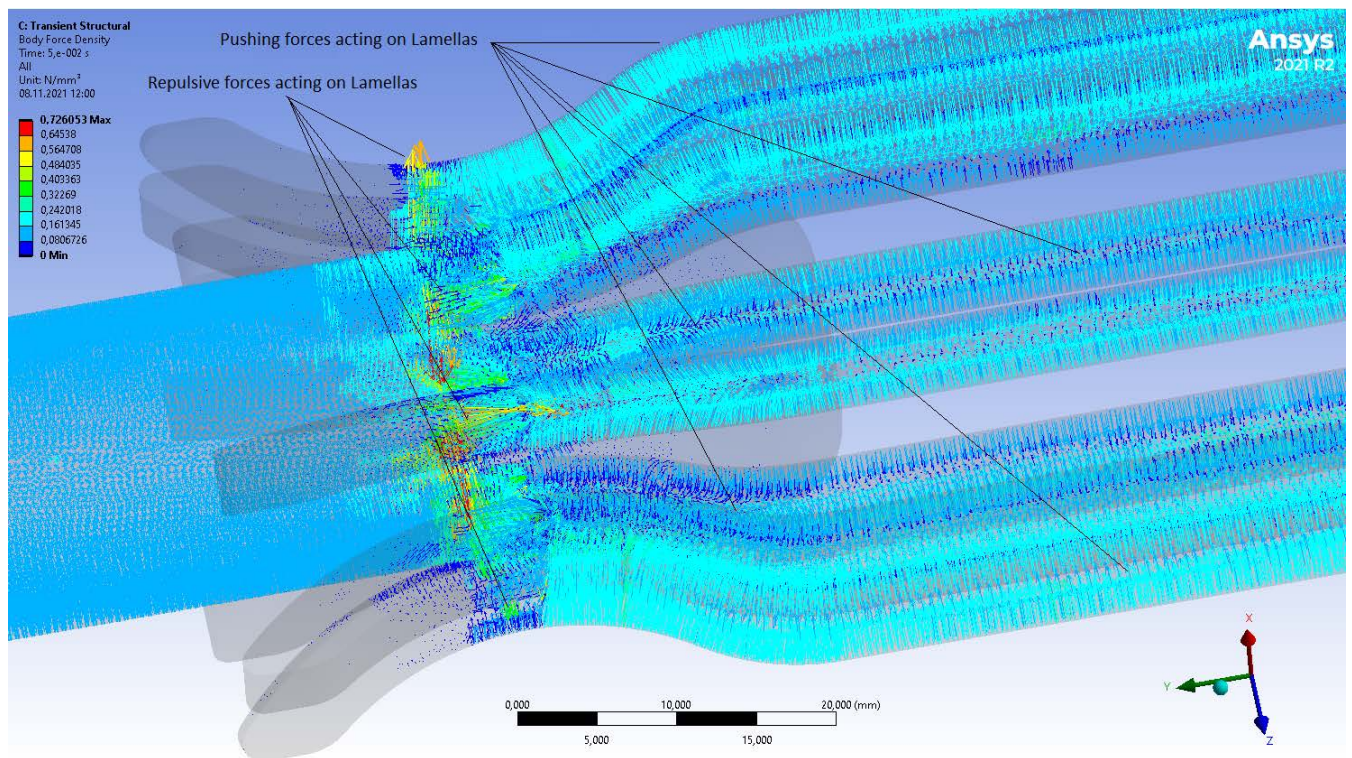 C: Transient Structural
Body Force Density
Time: 5,e-002 s
All
Unit: N/mm³
08.11.2021 12:00
0,726053 Max
0,64538
0,564708
0,484035
0,403363
0,32269
0,242018
0,161345
0,0806726
0 Min
Pushing forces acting on Lamellas
Repulsive forces acting on Lamellas
Ansys
2021 R2
0,000
10,000
20,000 (mm)
5,000
15,000
X
Y
Z